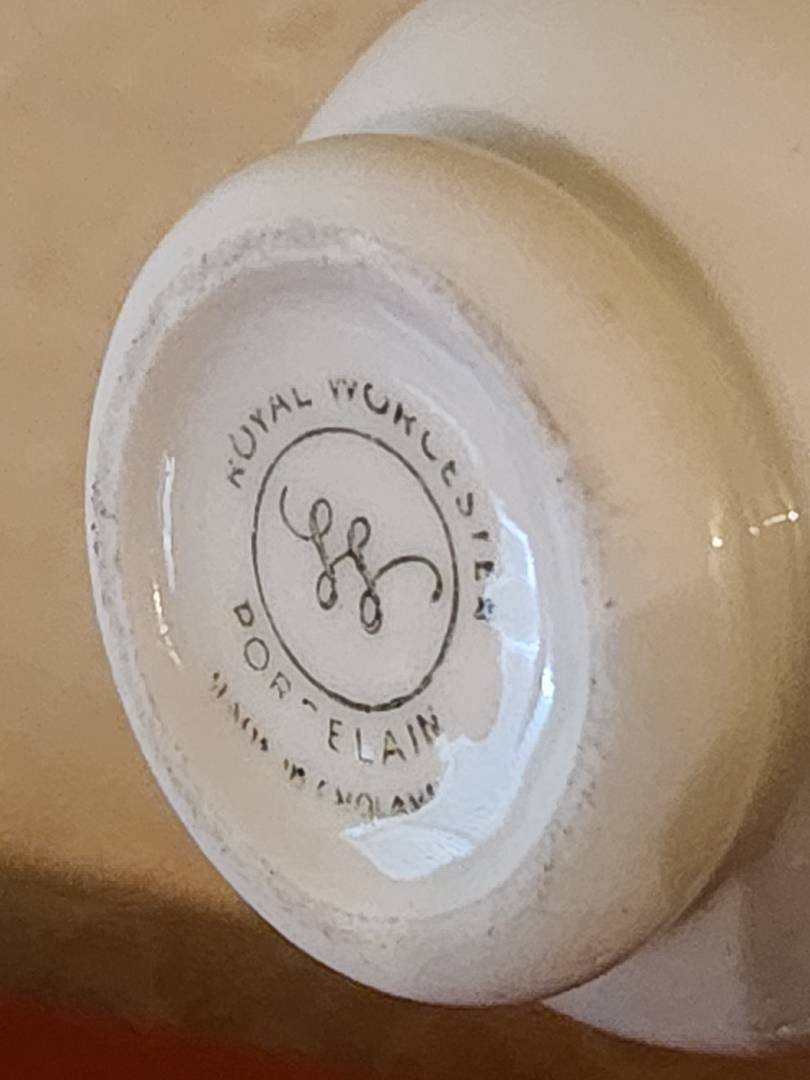 ROYAL WORCESTER
W
PORCELAIN
MADE IN ENGLAND